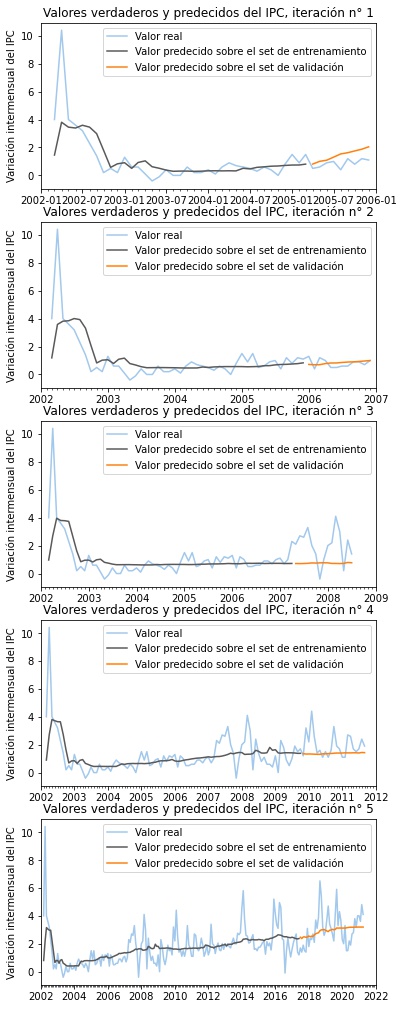 Valores verdaderos y predecidos del IPC, iteración n° 1
Variación intermensual del IPC
10
8
6
4
2
0
Valor real
Valor predecido sobre el set de entrenamiento
Valor predecido sobre el set de validación
2002-01 2002-07 2003-01 2003-07 2004-01 2004-07 2005-01 2005-07 2006-01
Valores verdaderos y predecidos del IPC, iteración n° 2
Variación intermensual del IPC
10
8
6
4
2
0
Valor real
Valor predecido sobre el set de entrenamiento
Valor predecido sobre el set de validación
2002 2003 2004 2005 2006 2007
Valores verdaderos y predecidos del IPC, iteración n° 3
Variación intermensual del IPC
10
8
6
4
2
0
Valor real
Valor predecido sobre el set de entrenamiento
Valor predecido sobre el set de validación
2002 2003 2004 2005 2006 2007 2008 2009
Valores verdaderos y predecidos del IPC, iteración n° 4
Variación intermensual del IPC
10
8
6
4
2
0
Valor real
Valor predecido sobre el set de entrenamiento
Valor predecido sobre el set de validación
2002 2003 2004 2005 2006 2007 2008 2009 2010 2011 2012
Valores verdaderos y predecidos del IPC, iteración n° 5
Variación intermensual del IPC
10
8
6
4
2
0
Valor real
Valor predecido sobre el set de entrenamiento
Valor predecido sobre el set de validación
2002 2004 2006 2008 2010 2012 2014 2016 2018 2020 2022